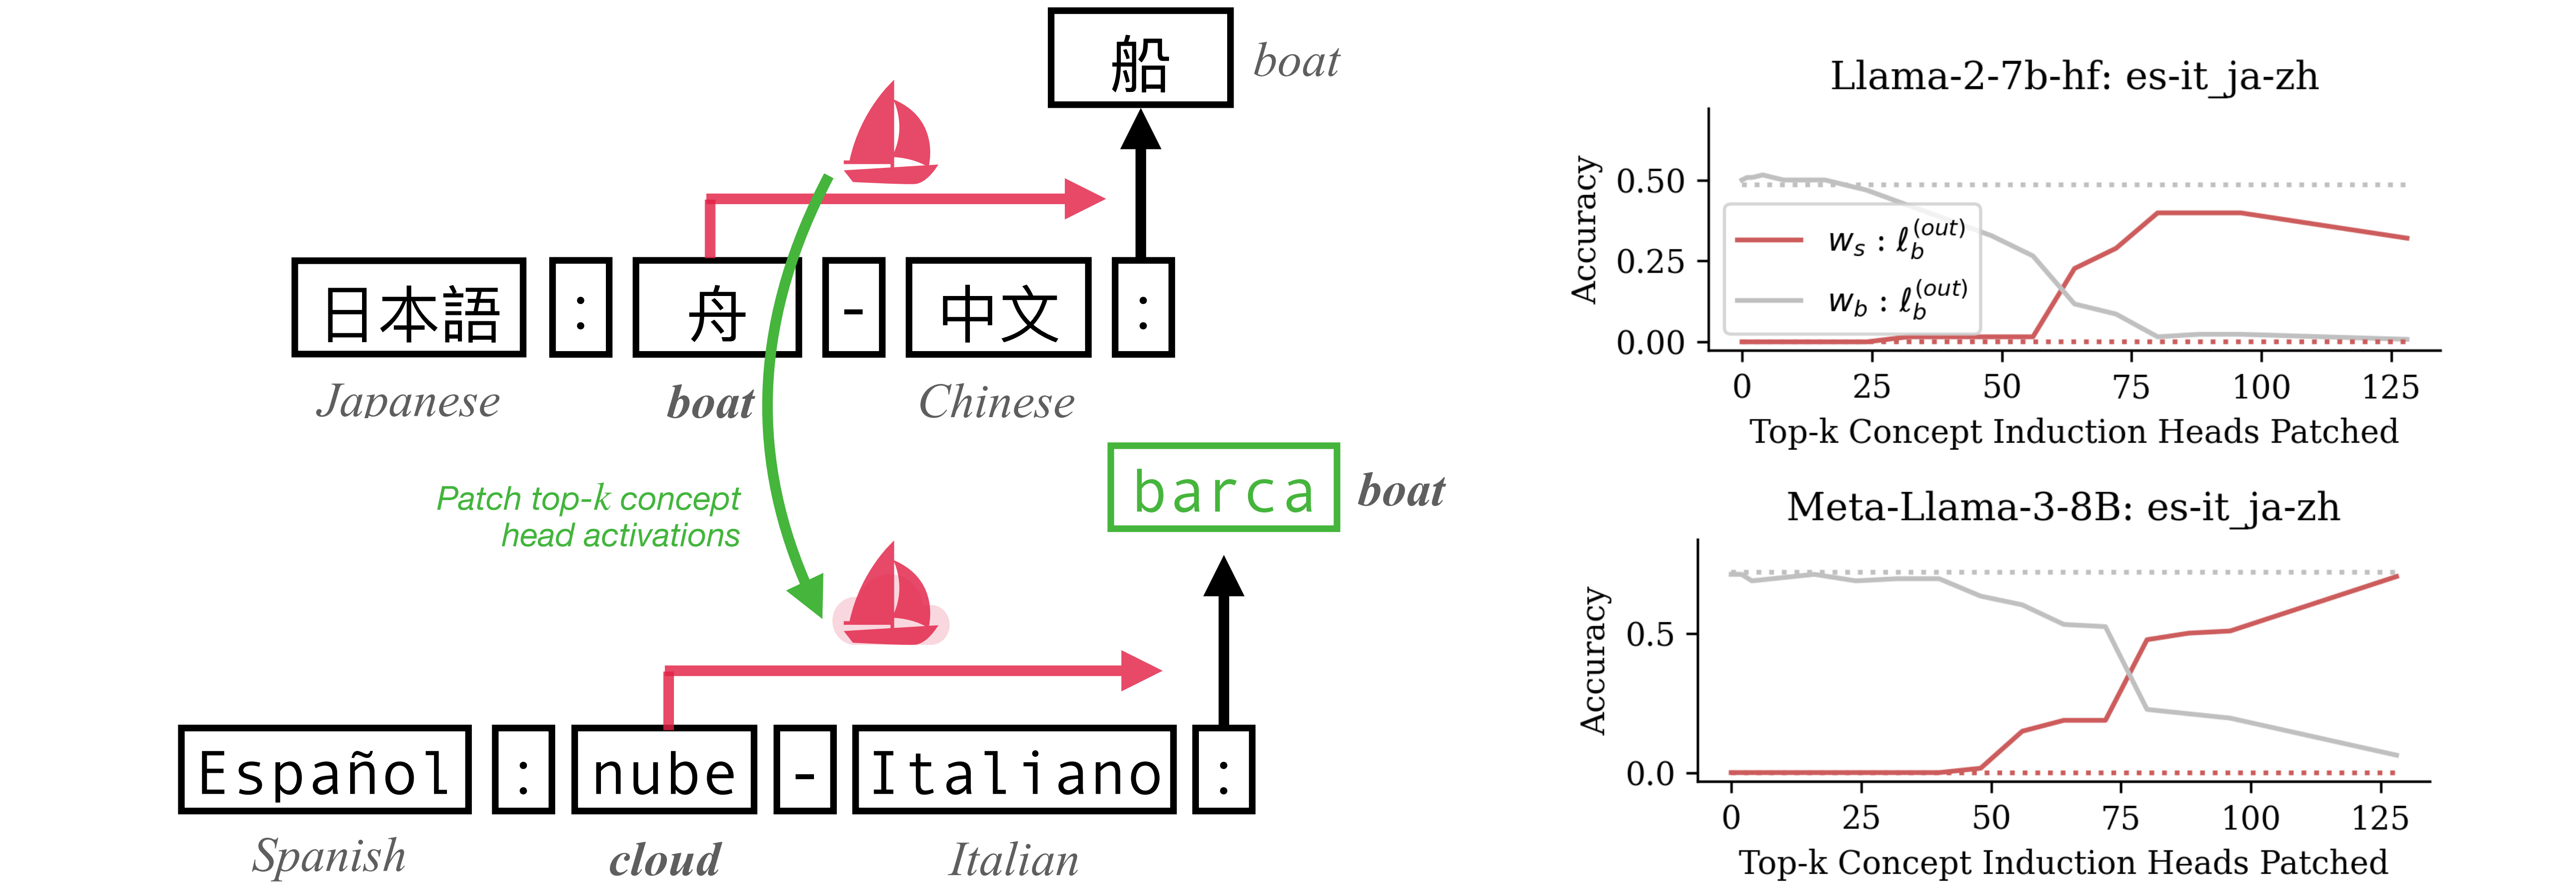 船
boat
日本語 : 舟 - 中文 :
Japanese boat Chinese
Patch top-k concept
head activations
barca
boat
Español : nube - Italiano :
Spanish cloud Italian
Llama-2-7b-hf: es-it_ja-zh
Accuracy
0.50
0.25
0.00
w_s : ℓ_b^(out)
w_b : ℓ_b^(out)
0 25 50 75 100 125
Top-k Concept Induction Heads Patched
Meta-Llama-3-8B: es-it_ja-zh
Accuracy
0.5
0.0
0 25 50 75 100 125
Top-k Concept Induction Heads Patched